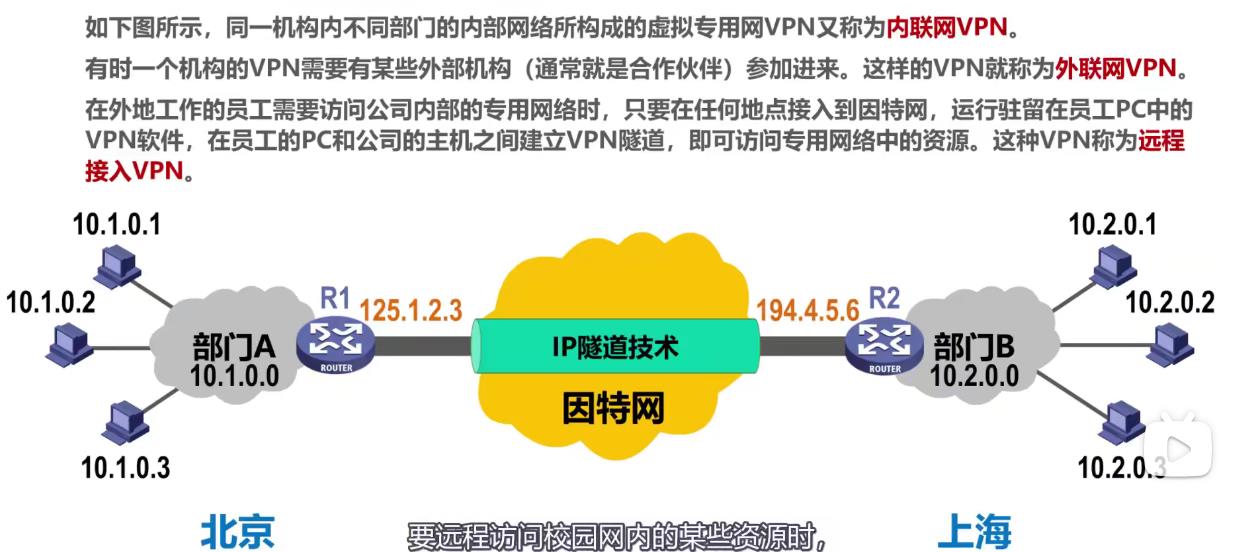 如下图所示，同一机构内不同部门的内部网络所构成的虚拟专用网VPN又称为内联网VPN。
有时一个机构的VPN需要有某些外部机构（通常就是合作伙伴）参加进来。这样的VPN就称为外联网VPN。
在外地工作的员工需要访问公司内部的专用网络时，只要在任何地点接入到因特网，运行驻留在员工PC中的
VPN软件，在员工的PC和公司的主机之间建立VPN隧道，即可访问专用网络中的资源。这种VPN称为远程
接入VPN。
10.1.0.1
10.2.0.1
10.1.0.2
R1
125.1.2.3
194.4.5.6
R2
10.2.0.2
部门A
10.1.0.0
ROUTER
IP隧道技术
ROUTER
部门B
10.2.0.0
因特网
10.1.0.3
10.2.0.3
北京
要远程访问校园网内的某些资源时，
上海